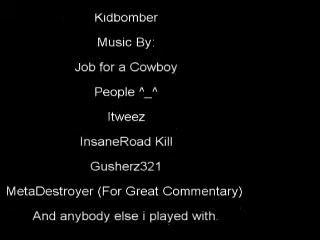 Kidbomber
Music By:
Job for a Cowboy
People ^_^
Itweez
InsaneRoad Kill
Gusherz321
MetaDestroyer (For Great Commentary)
And anybody else i played with.